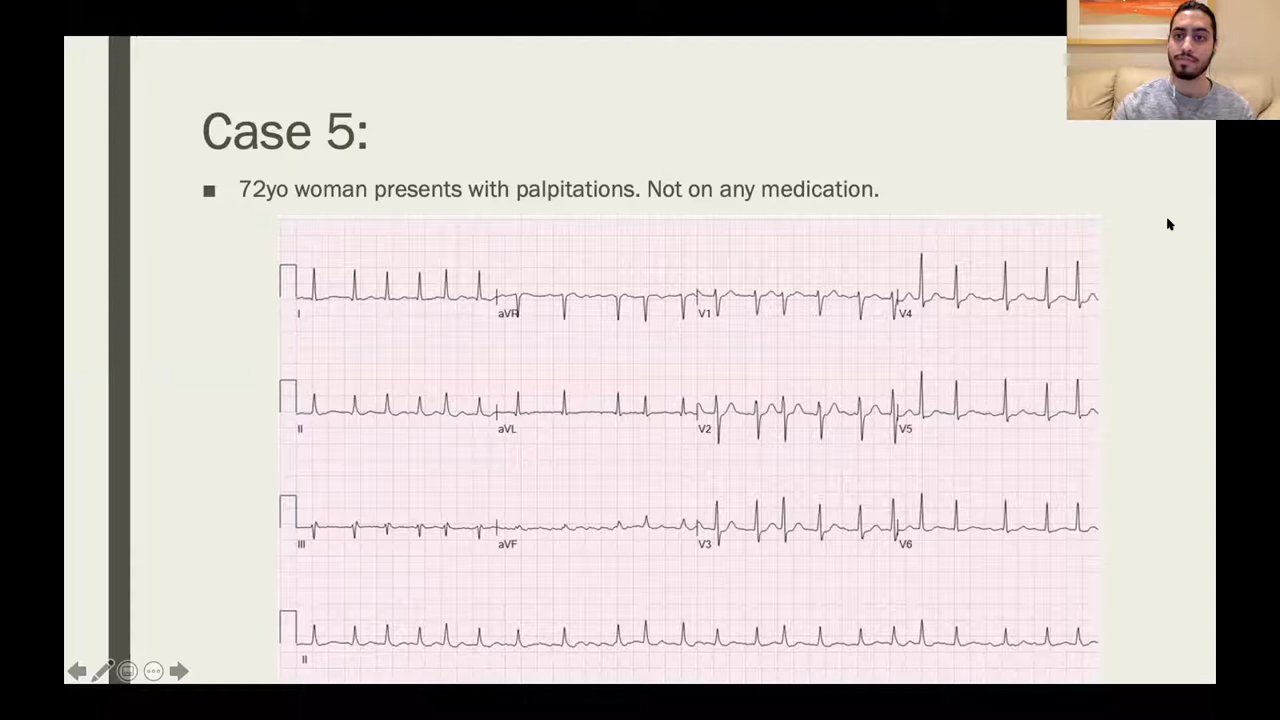 Case 5:
■ 72yo woman presents with palpitations. Not on any medication.
I aVR V1 V4
II aVL V2 V5
III aVF V3 V6
II